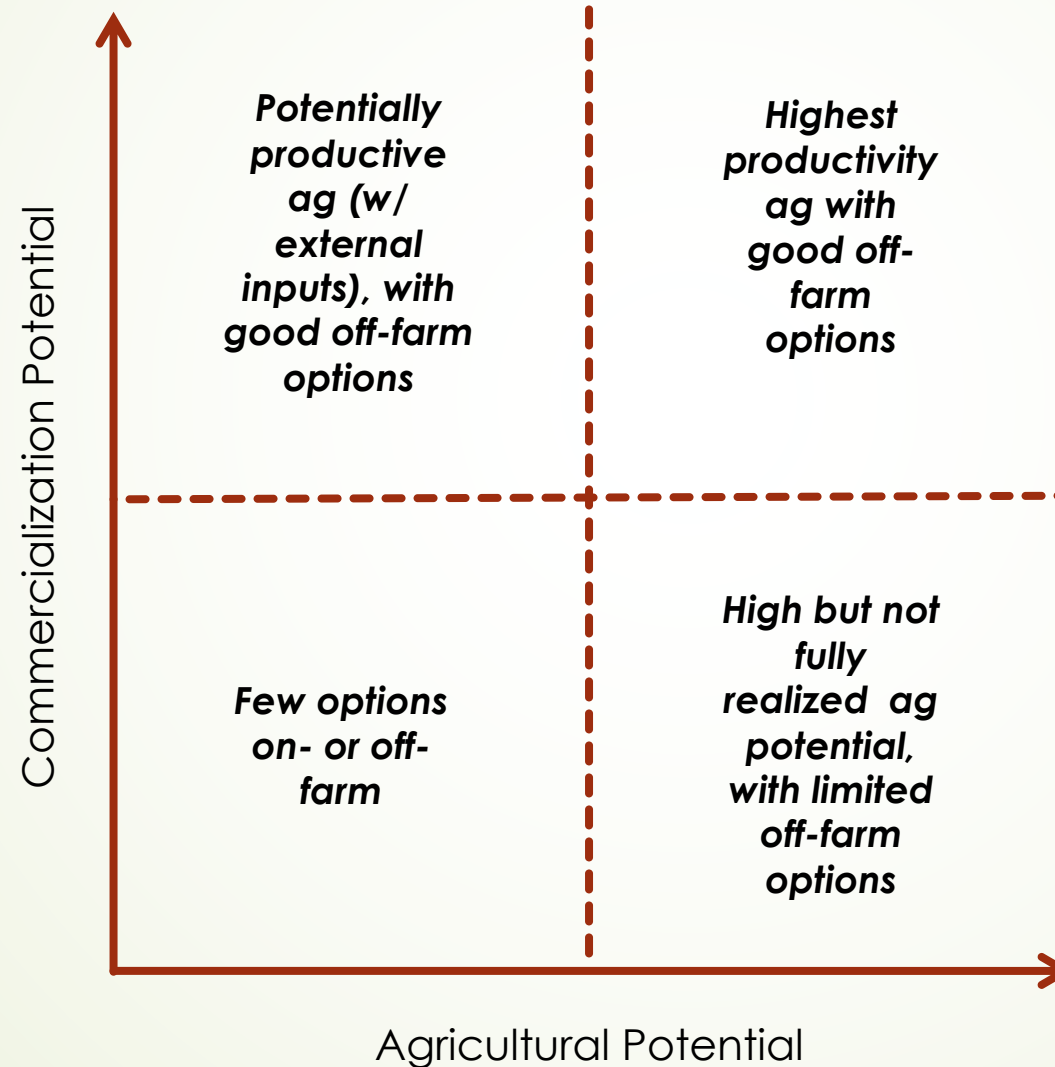 Commercialization Potential
Potentially
productive
ag (w/
external
inputs), with
good off-farm
options
Highest
productivity
ag with
good off-
farm
options
Few options
on- or off-
farm
High but not
fully
realized  ag
potential,
with limited
off-farm
options
Agricultural Potential